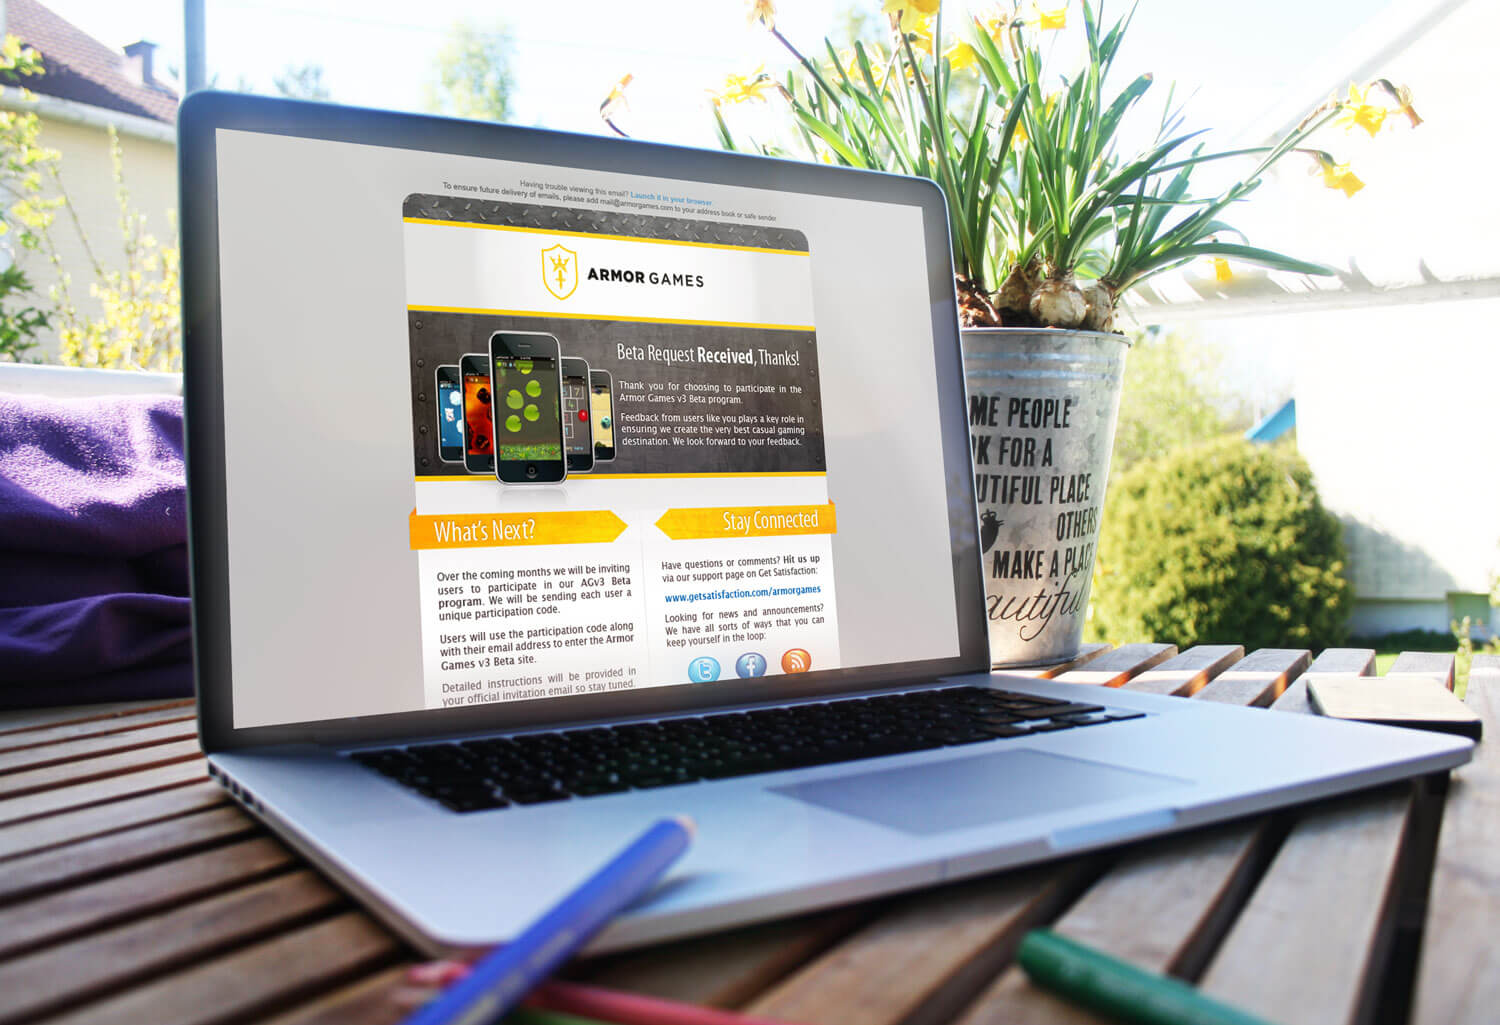 Having trouble viewing this email? Launch it in your browser.
To ensure future delivery of emails, please add mail@armorgames.com to your address book or safe sender
ARMOR GAMES
Beta Request Received, Thanks!
Thank you for choosing to participate in the
Armor Games v3 Beta program.
Feedback from users like you plays a key role in
ensuring we create the very best casual gaming
destination. We look forward to your feedback.
What's Next?
Over the coming months we will be inviting
users to participate in our AGv3 Beta
program. We will be sending each user a
unique participation code.
Users will use the participation code along
with their email address to enter the Armor
Games v3 Beta site.
Detailed instructions will be provided in
your official invitation email so stay tuned.
Stay Connected
Have questions or comments? Hit us up
via our support page on Get Satisfaction:
www.getsatisfaction.com/armorgames
Looking for news and announcements?
We have all sorts of ways that you can
keep yourself in the loop:
ME PEOPLE
K FOR A
UTIFUL PLACE
OTHERS
MAKE A PLAC
autiful